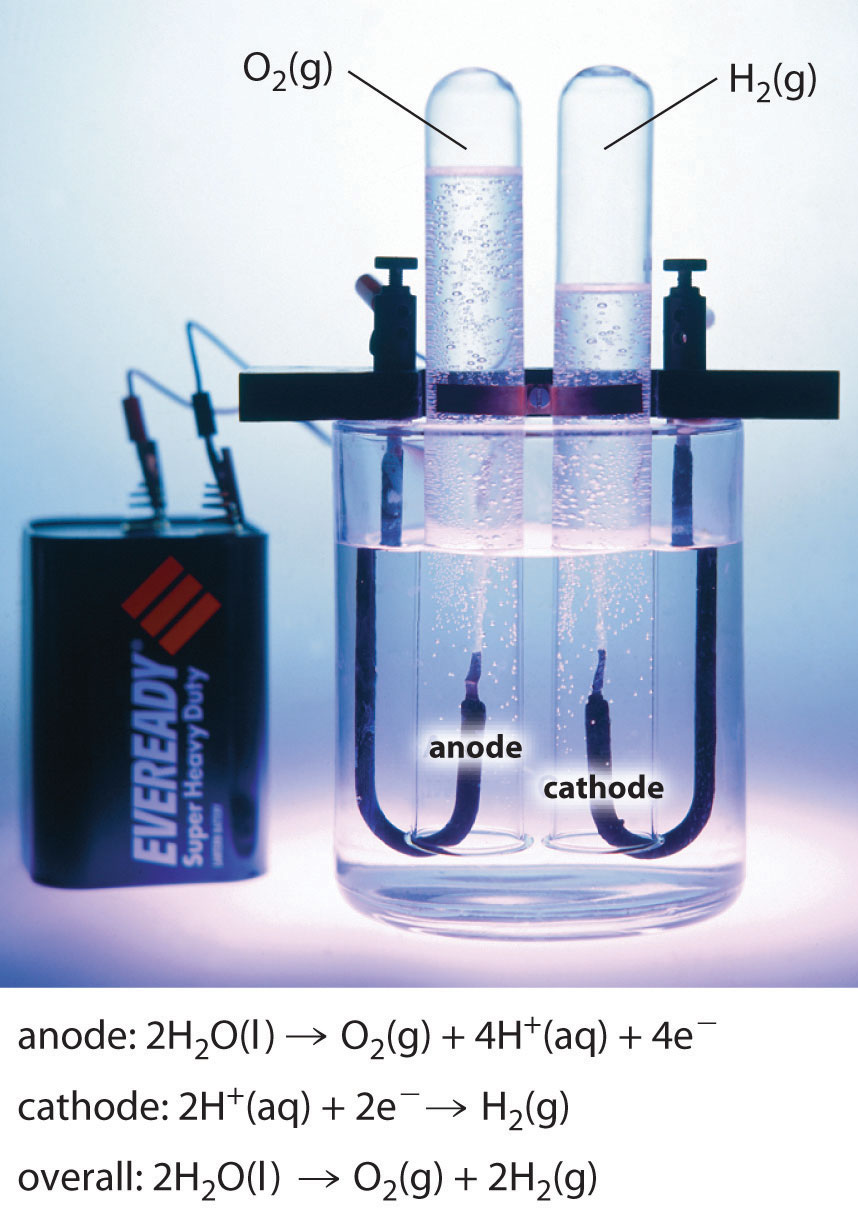 O₂(g)
H₂(g)
EVEREADY
Super Heavy Duty
anode
cathode
anode: 2H₂O(l) → O₂(g) + 4H⁺(aq) + 4e⁻
cathode: 2H⁺(aq) + 2e⁻ → H₂(g)
overall: 2H₂O(l) → O₂(g) + 2H₂(g)